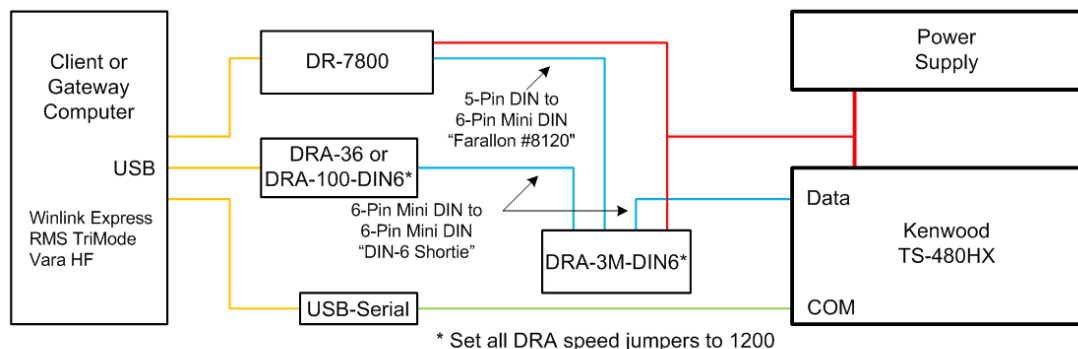 Client or
Gateway
Computer
USB
Winlink Express
RMS TriMode
Vara HF
DR-7800
5-Pin DIN to
6-Pin Mini DIN
“Farallon #8120"
DRA-36 or
DRA-100-DIN6*
6-Pin Mini DIN to
6-Pin Mini DIN
“DIN-6 Shortie”
DRA-3M-DIN6*
USB-Serial
Power
Supply
Data
Kenwood
TS-480HX
COM
* Set all DRA speed jumpers to 1200